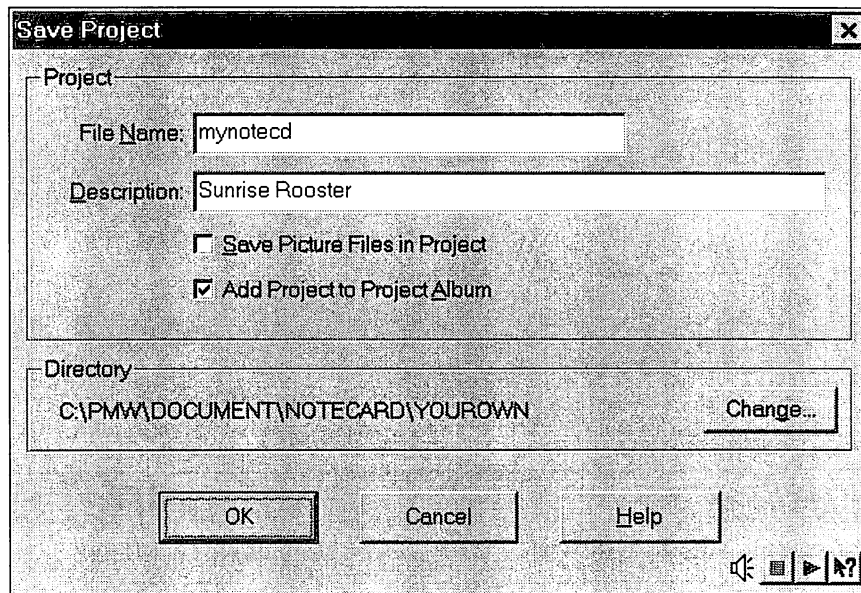 Save Project
Project
File Name: mynotecd
Description: Sunrise Rooster
Save Picture Files in Project
Add Project to Project Album
Directory
C:\PMW\DOCUMENT\NOTECARD\YOUROWN Change...
OK Cancel Help
?